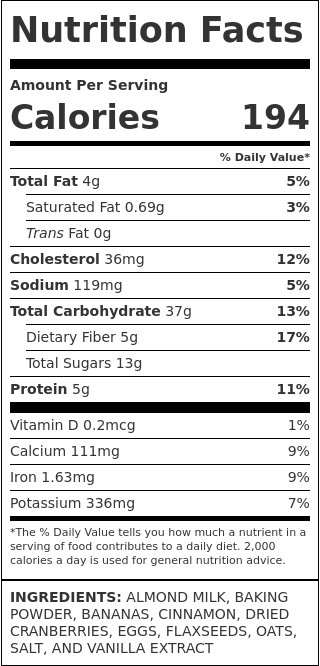 Nutrition Facts
Amount Per Serving
Calories 194
% Daily Value*
Total Fat 4g 5%
Saturated Fat 0.69g 3%
Trans Fat 0g
Cholesterol 36mg 12%
Sodium 119mg 5%
Total Carbohydrate 37g 13%
Dietary Fiber 5g 17%
Total Sugars 13g
Protein 5g 11%
Vitamin D 0.2mcg 1%
Calcium 111mg 9%
Iron 1.63mg 9%
Potassium 336mg 7%
*The % Daily Value tells you how much a nutrient in a
serving of food contributes to a daily diet. 2,000
calories a day is used for general nutrition advice.
INGREDIENTS: ALMOND MILK, BAKING
POWDER, BANANAS, CINNAMON, DRIED
CRANBERRIES, EGGS, FLAXSEEDS, OATS,
SALT, AND VANILLA EXTRACT